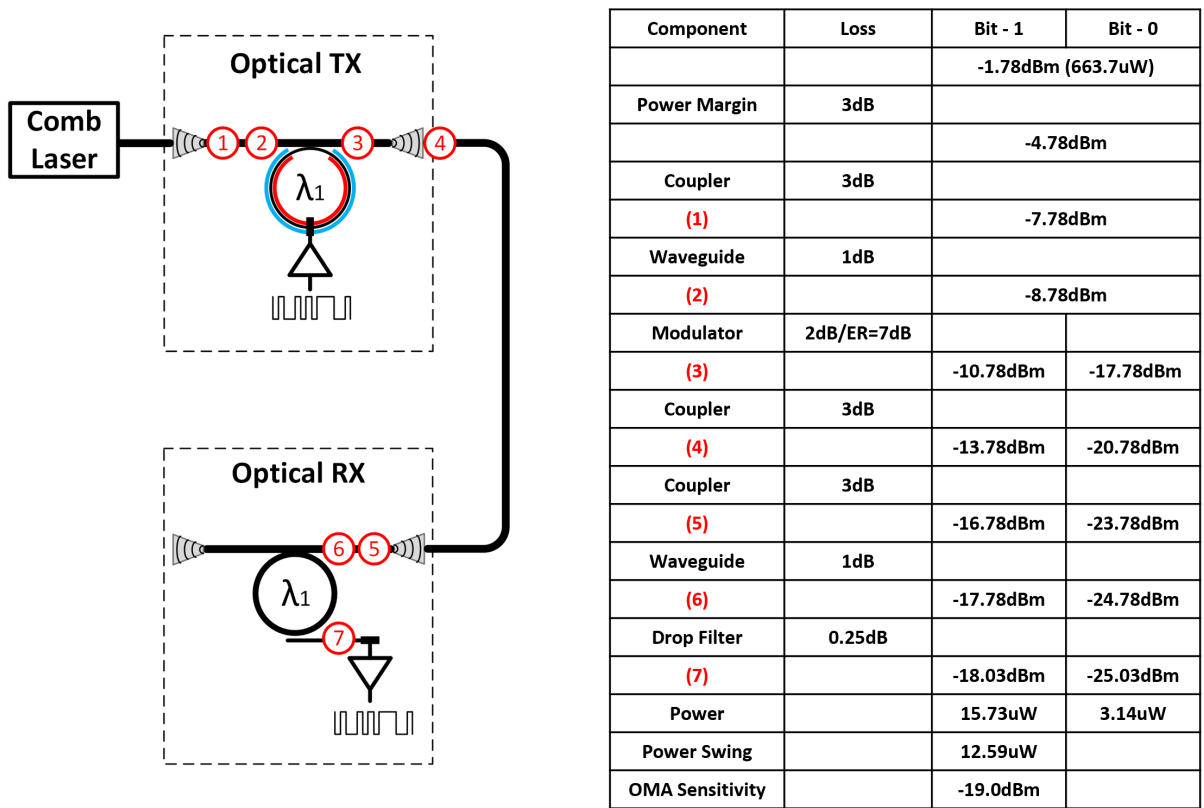 Optical TX
Comb
Laser
1
2
3
4
λ1
Optical RX
6
5
λ1
7
Component Loss Bit - 1 Bit - 0
-1.78dBm (663.7uW)
Power Margin 3dB
-4.78dBm
Coupler 3dB
(1) -7.78dBm
Waveguide 1dB
(2) -8.78dBm
Modulator 2dB/ER=7dB
(3) -10.78dBm -17.78dBm
Coupler 3dB
(4) -13.78dBm -20.78dBm
Coupler 3dB
(5) -16.78dBm -23.78dBm
Waveguide 1dB
(6) -17.78dBm -24.78dBm
Drop Filter 0.25dB
(7) -18.03dBm -25.03dBm
Power 15.73uW 3.14uW
Power Swing 12.59uW
OMA Sensitivity -19.0dBm